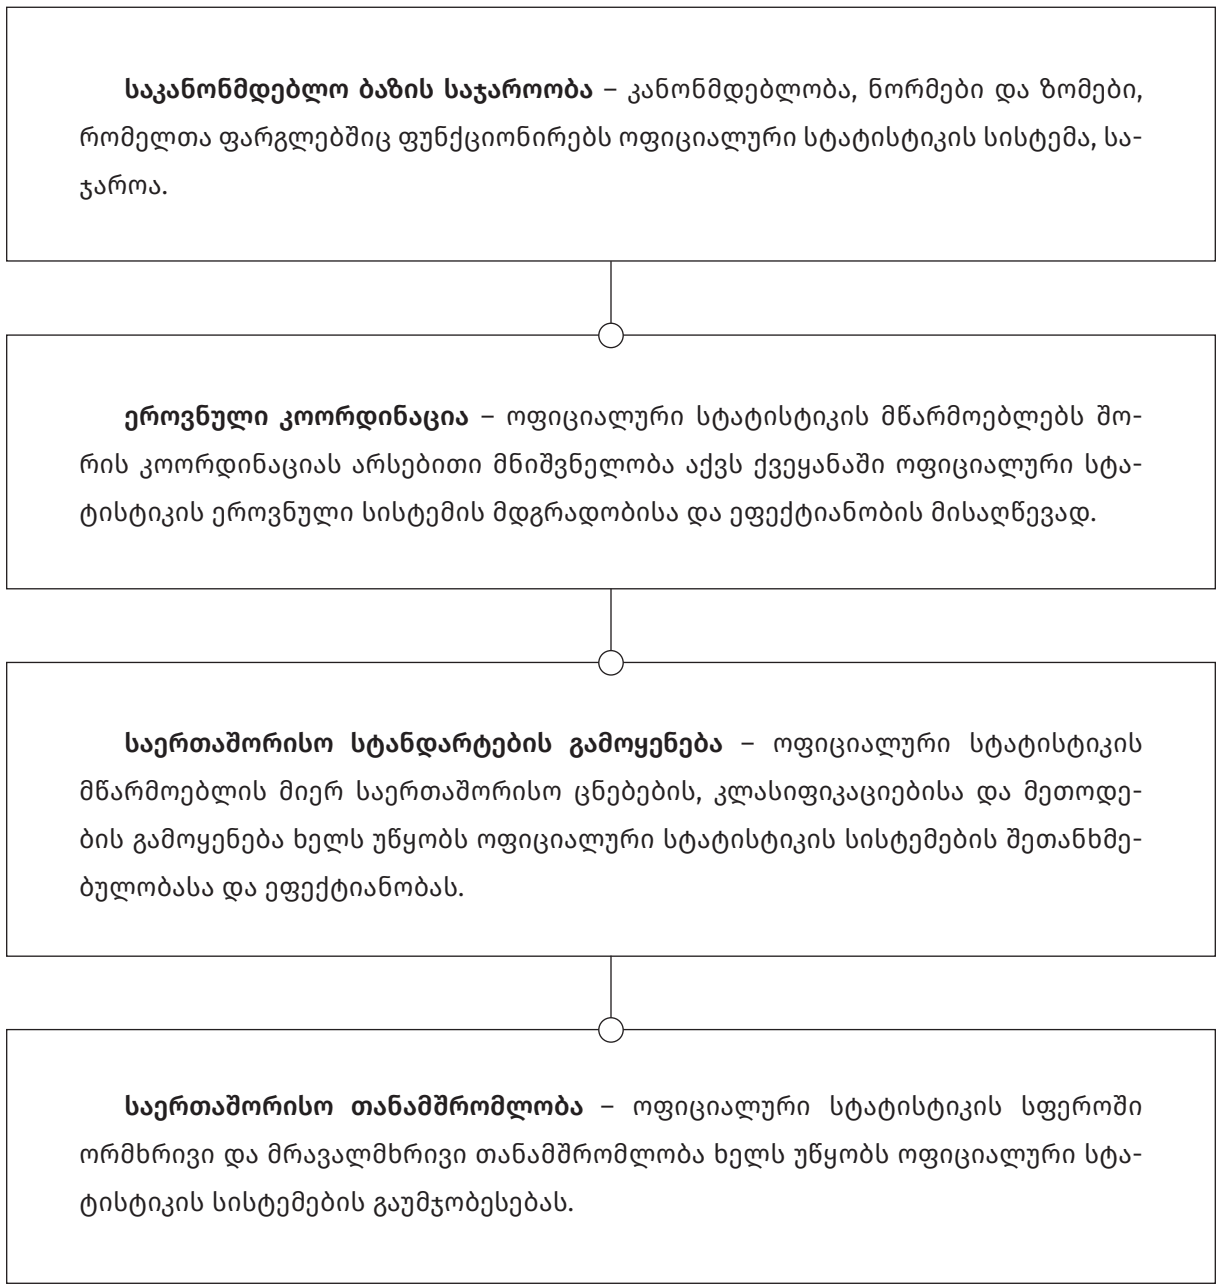 საკანონმდებლო ბაზის საჯაროობა – კანონმდებლობა, ნორმები და ზომები,
რომელთა ფარგლებშიც ფუნქციონირებს ოფიციალური სტატისტიკის სისტემა, სა-
ჯაროა.
ეროვნული კოორდინაცია – ოფიციალური სტატისტიკის მწარმოებლებს შო-
რის კოორდინაციას არსებითი მნიშვნელობა აქვს ქვეყანაში ოფიციალური სტა-
ტისტიკის ეროვნული სისტემის მდგრადობისა და ეფექტიანობის მისაღწევად.
საერთაშორისო სტანდარტების გამოყენება – ოფიციალური სტატისტიკის
მწარმოებლის მიერ საერთაშორისო ცნებების, კლასიფიკაციებისა და მეთოდე-
ბის გამოყენება ხელს უწყობს ოფიციალური სტატისტიკის სისტემების შეთანხმე-
ბულობასა და ეფექტიანობას.
საერთაშორისო თანამშრომლობა – ოფიციალური სტატისტიკის სფეროში
ორმხრივი და მრავალმხრივი თანამშრომლობა ხელს უწყობს ოფიციალური სტა-
ტისტიკის სისტემების გაუმჯობესებას.